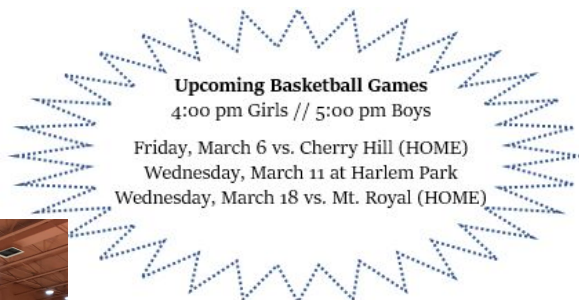 Upcoming Basketball Games
4:00 pm Girls // 5:00 pm Boys
Friday, March 6 vs. Cherry Hill (HOME)
Wednesday, March 11 at Harlem Park
Wednesday, March 18 vs. Mt. Royal (HOME)